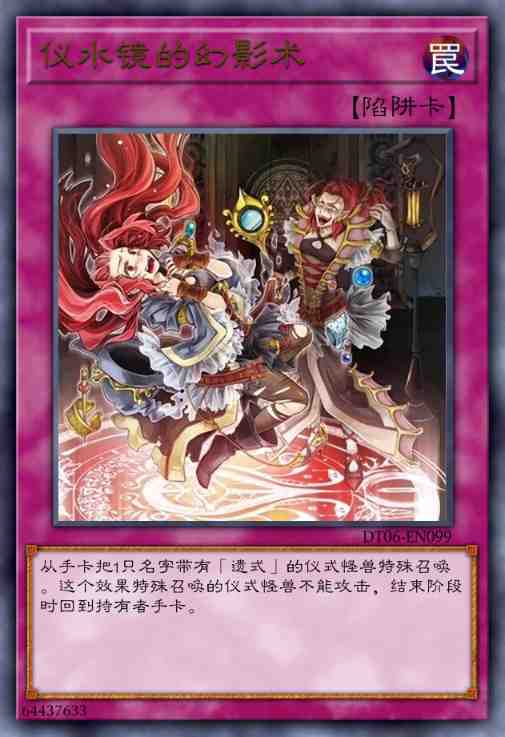 仪水镜的幻影术
罠
【陷阱卡】
DT06-EN099
从手卡把1只名字带有「遗式」的仪式怪兽特殊召唤
。这个效果特殊召唤的仪式怪兽不能攻击，结束阶段
时回到持有者手卡。
64437633